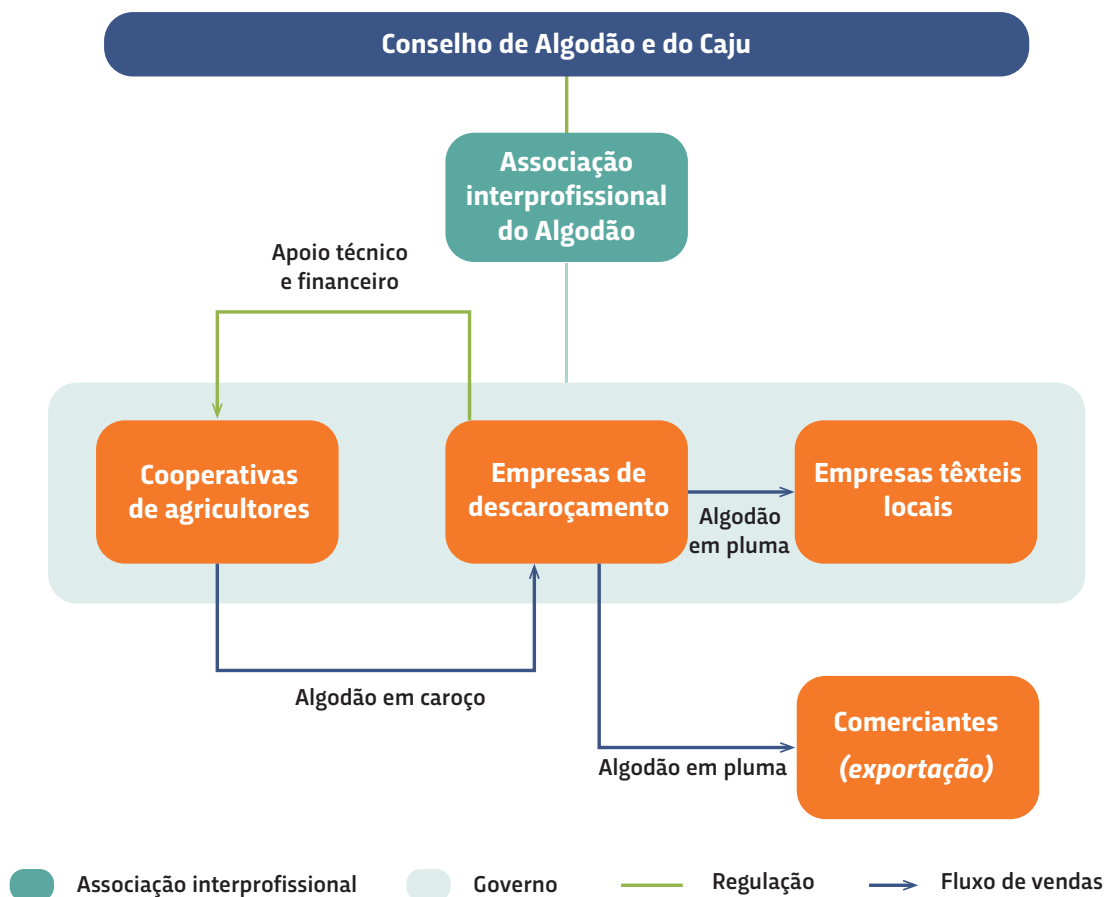 Conselho de Algodão e do Caju
Associação
interprofissional
do Algodão
Apoio técnico
e financeiro
Cooperativas
de agricultores
Empresas de
descaroçamento
Empresas têxteis
locais
Algodão
em pluma
Algodão em caroço
Comerciantes
(exportação)
Algodão em pluma
Associação interprofissional
Governo
Regulação
Fluxo de vendas